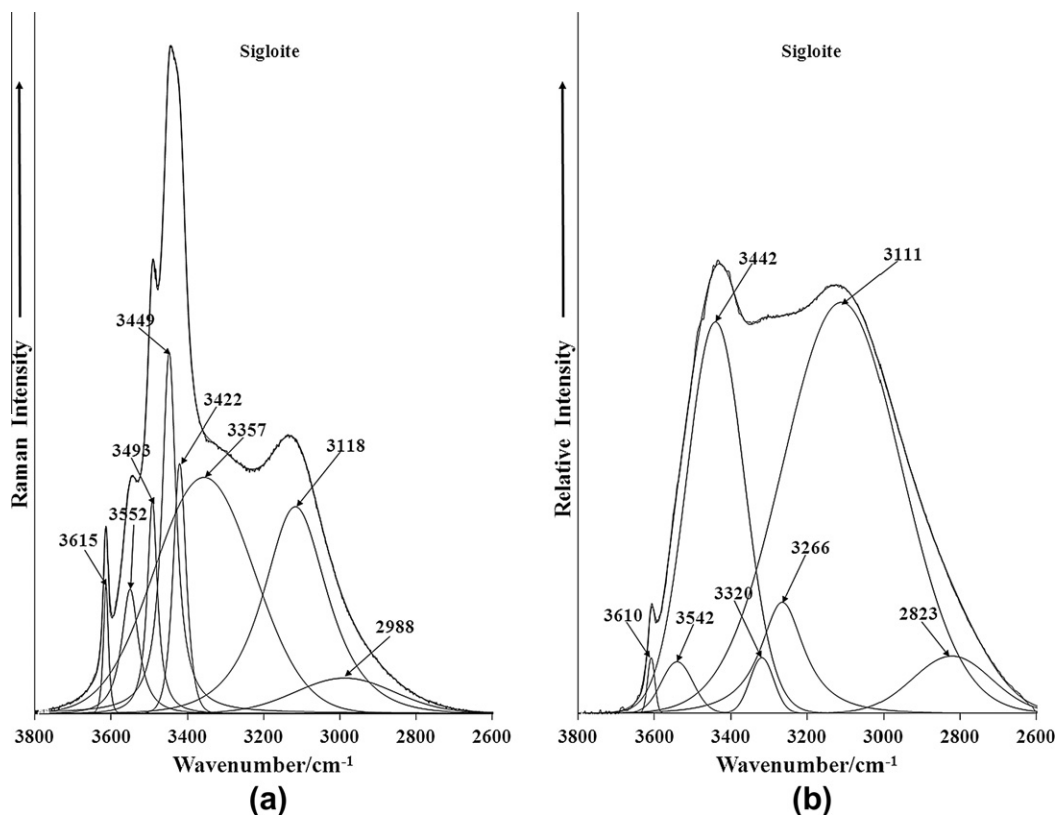 Sigloite
Raman Intensity
3449
3422
3357
3118
3493
3552
3615
2988
3800 3600 3400 3200 3000 2800 2600
Wavenumber/cm-1
(a)
Sigloite
Relative Intensity
3442
3111
3266
3320
3610
3542
2823
3800 3600 3400 3200 3000 2800 2600
Wavenumber/cm-1
(b)